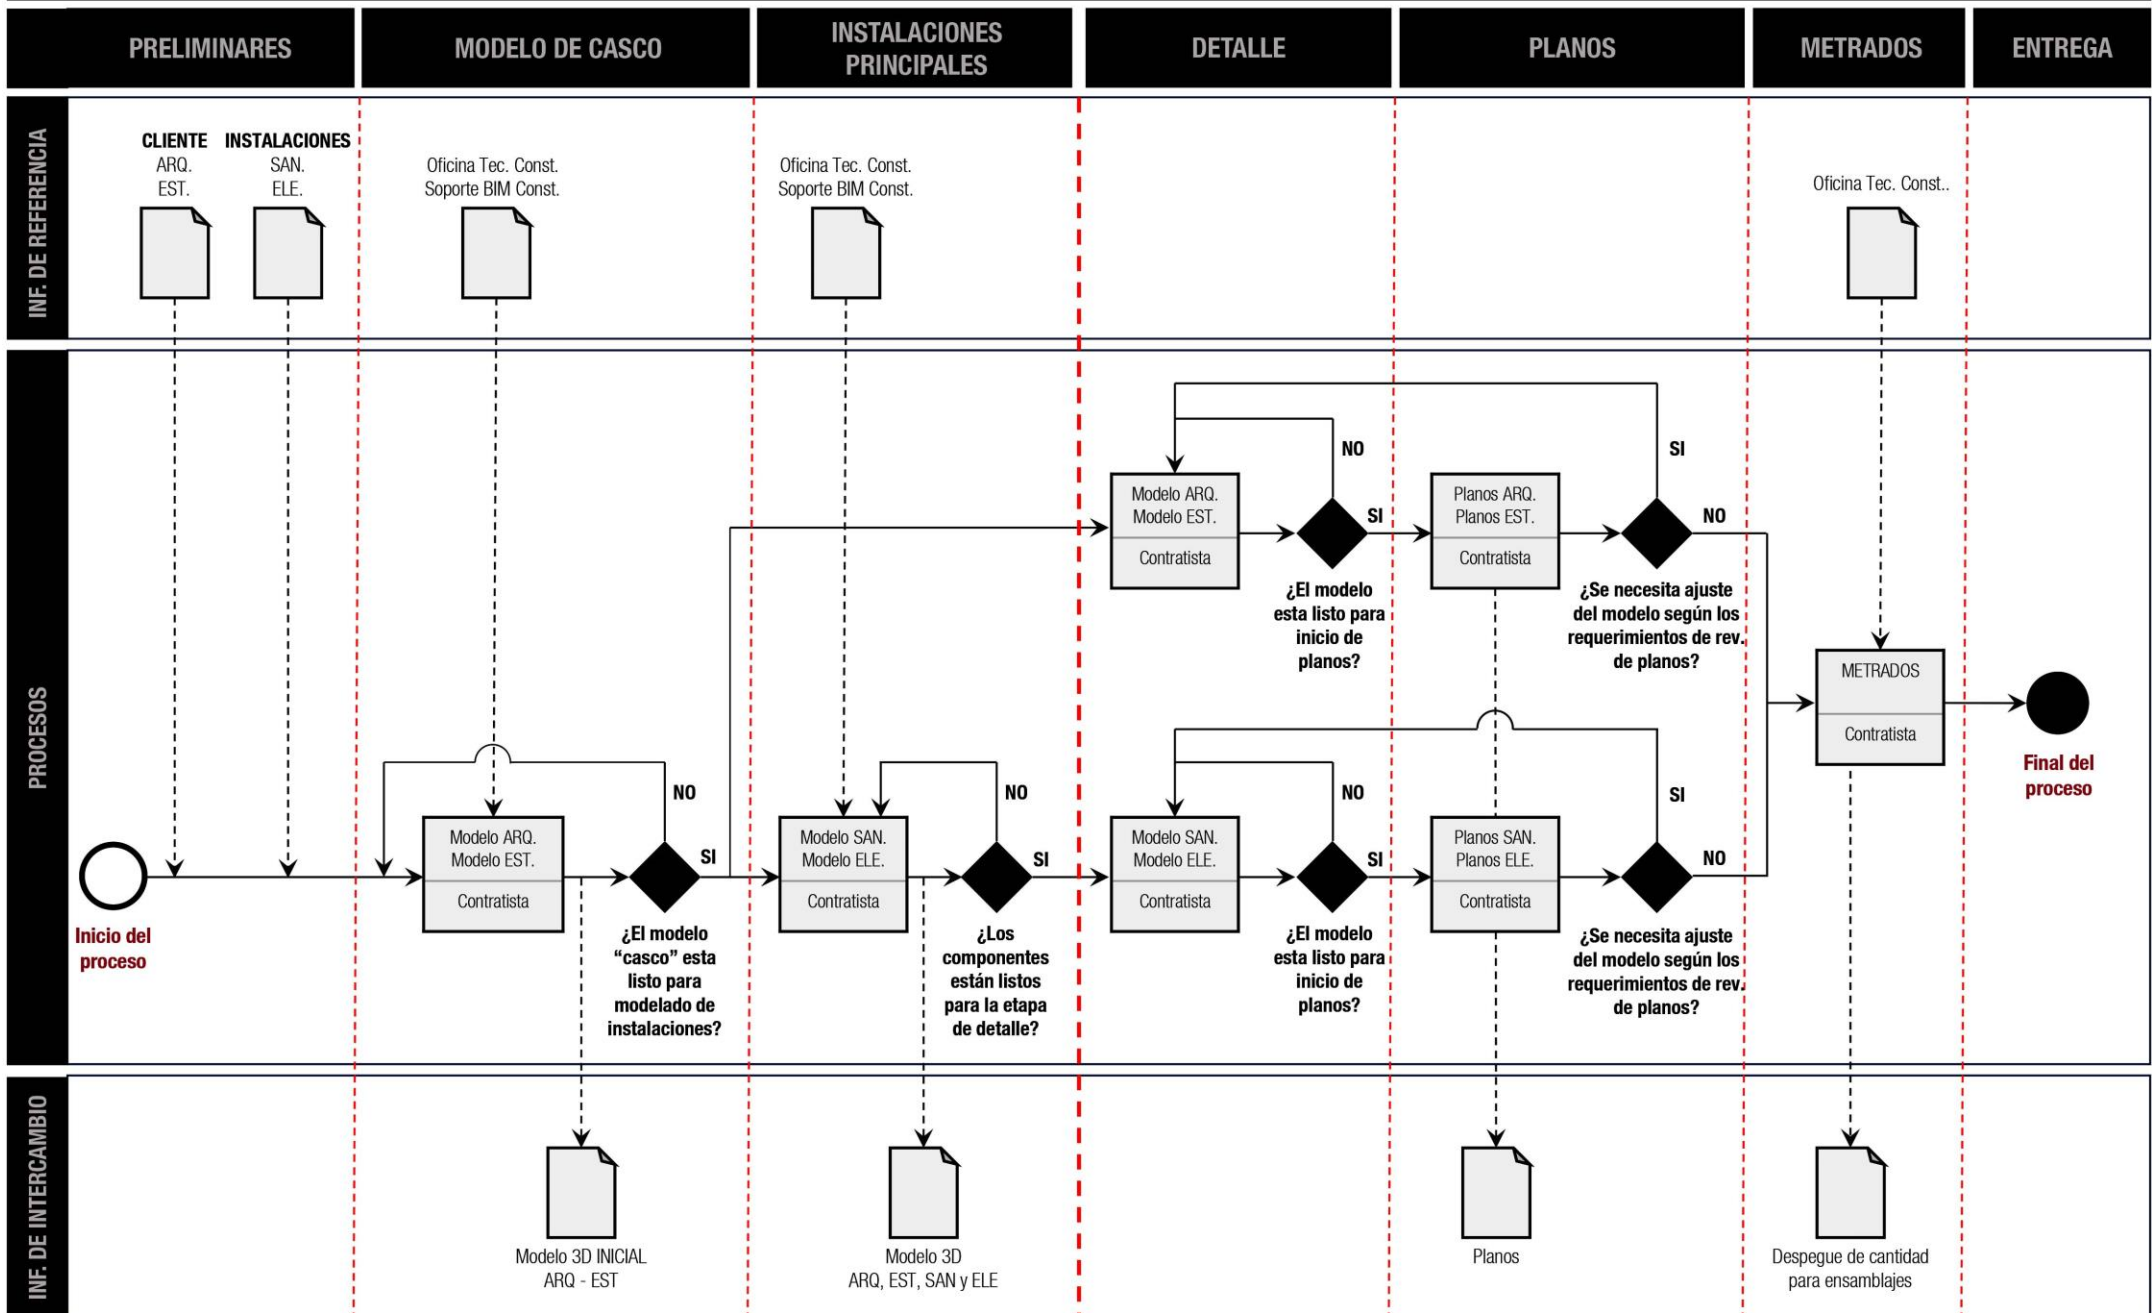 PRELIMINARES
MODELO DE CASCO
INSTALACIONES
PRINCIPALES
DETALLE
PLANOS
METRADOS
ENTREGA
INF. DE REFERENCIA
CLIENTE
ARQ.
EST.
INSTALACIONES
SAN.
ELE.
Oficina Tec. Const.
Soporte BIM Const.
Oficina Tec. Const.
Soporte BIM Const.
Oficina Tec. Const..
PROCESOS
Inicio del
proceso
Modelo ARQ.
Modelo EST.
Contratista
NO
SI
¿El modelo
“casco” esta
listo para
modelado de
instalaciones?
Modelo SAN.
Modelo ELE.
Contratista
NO
SI
¿Los
componentes
están listos
para la etapa
de detalle?
Modelo ARQ.
Modelo EST.
Contratista
NO
SI
¿El modelo
esta listo para
inicio de
planos?
Planos ARQ.
Planos EST.
Contratista
SI
NO
¿Se necesita ajuste
del modelo según los
requerimientos de rev.
de planos?
Modelo SAN.
Modelo ELE.
Contratista
NO
SI
¿El modelo
esta listo para
inicio de
planos?
Planos SAN.
Planos ELE.
Contratista
SI
NO
¿Se necesita ajuste
del modelo según los
requerimientos de rev.
de planos?
METRADOS
Contratista
Final del
proceso
INF. DE INTERCAMBIO
Modelo 3D INICIAL
ARQ - EST
Modelo 3D
ARQ, EST, SAN y ELE
Planos
Despegue de cantidad
para ensamblajes